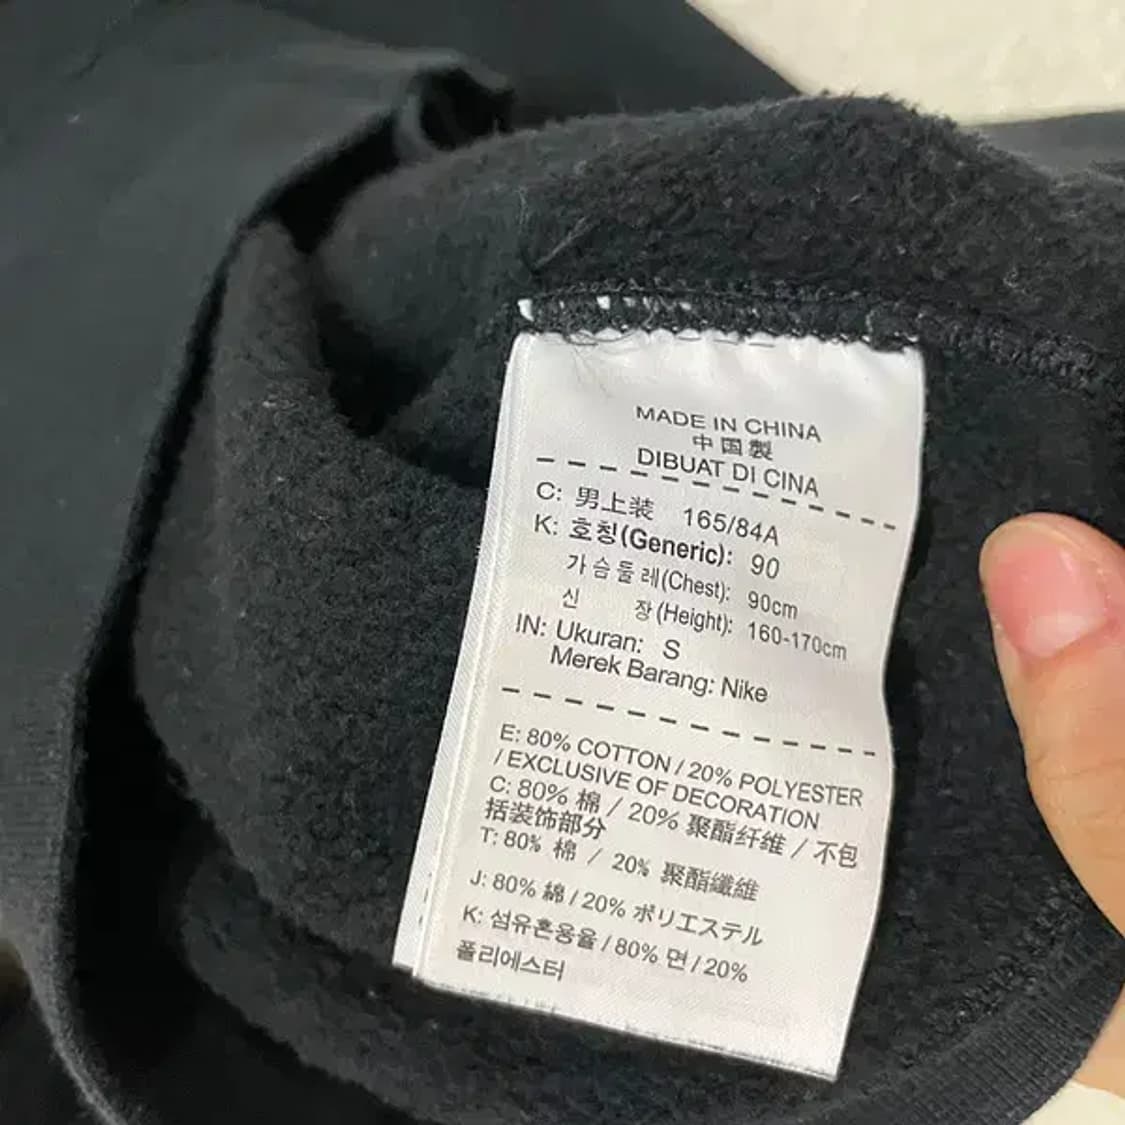 MADE IN CHINA
中国製
DIBUAT DI CINA
C: 男上装 165/84A
K: 호칭(Generic): 90
가슴둘레(Chest): 90cm
신 장(Height): 160-170cm
IN: Ukuran: S
Merek Barang: Nike
E: 80% COTTON / 20% POLYESTER
/ EXCLUSIVE OF DECORATION
C: 80% 棉 / 20% 聚酯纤维 / 不包
括装饰部分
T: 80% 棉 / 20% 聚酯纖維
J: 80% 綿 / 20% ポリエステル
K: 섬유혼용율 / 80% 면 / 20%
폴리에스터